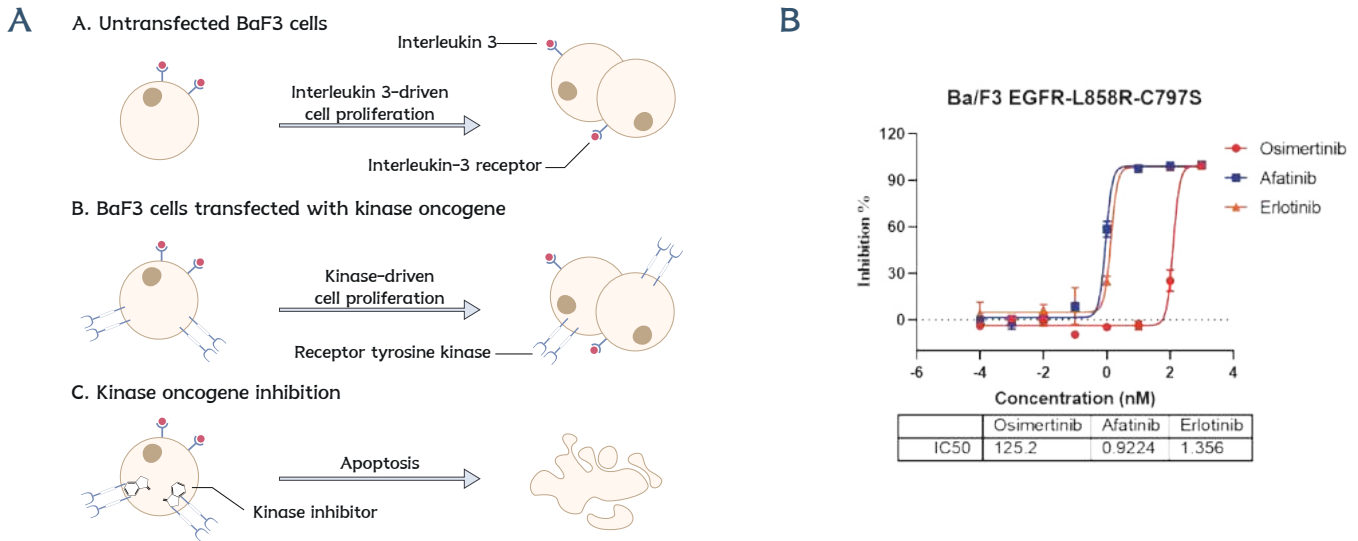 A
A. Untransfected BaF3 cells
Interleukin 3
Interleukin 3-driven
cell proliferation
Interleukin-3 receptor
B. BaF3 cells transfected with kinase oncogene
Kinase-driven
cell proliferation
Receptor tyrosine kinase
C. Kinase oncogene inhibition
Apoptosis
Kinase inhibitor
B
Ba/F3 EGFR-L858R-C797S
120
90
60
30
0
Inhibition %
-6 -4 -2 0 2 4
Concentration (nM)
Osimertinib
Afatinib
Erlotinib
Osimertinib Afatinib Erlotinib
IC50 125.2 0.9224 1.356